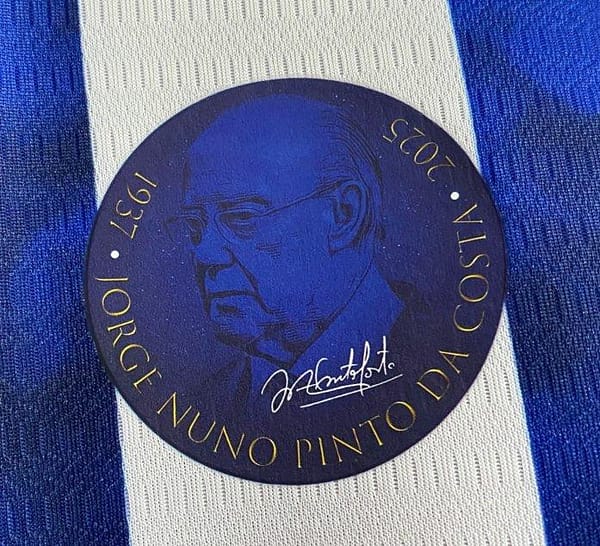 1937 • JORGE NUNO PINTO DA COSTA • 2025